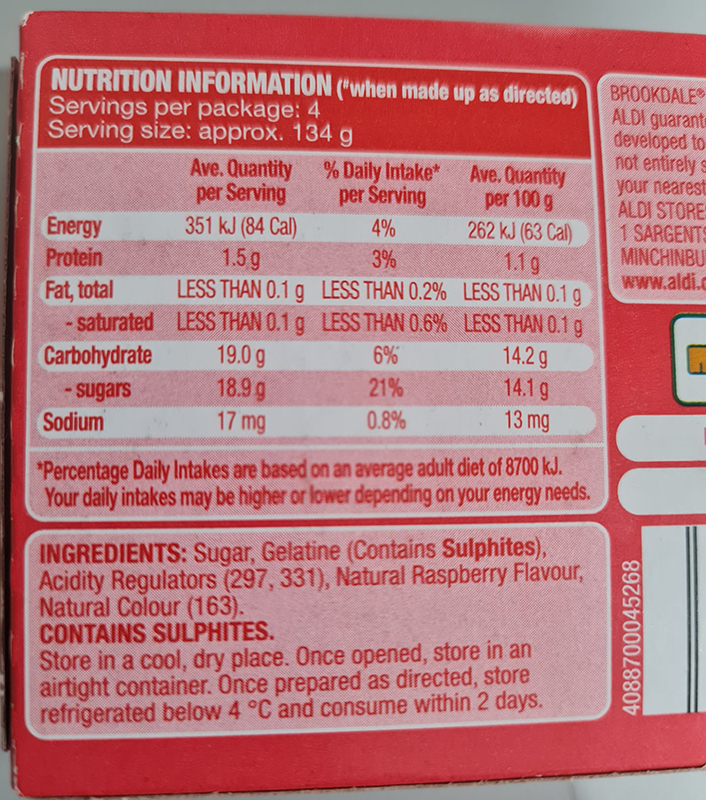 NUTRITION INFORMATION (*when made up as directed)
Servings per package: 4
Serving size: approx. 134 g
Ave. Quantity per Serving % Daily Intake* per Serving Ave. Quantity per 100 g
Energy 351 kJ (84 Cal) 4% 262 kJ (63 Cal)
Protein 1.5 g 3% 1.1 g
Fat, total LESS THAN 0.1 g LESS THAN 0.2% LESS THAN 0.1 g
- saturated LESS THAN 0.1 g LESS THAN 0.6% LESS THAN 0.1 g
Carbohydrate 19.0 g 6% 14.2 g
- sugars 18.9 g 21% 14.1 g
Sodium 17 mg 0.8% 13 mg
*Percentage Daily Intakes are based on an average adult diet of 8700 kJ.
Your daily intakes may be higher or lower depending on your energy needs.
INGREDIENTS: Sugar, Gelatine (Contains Sulphites),
Acidity Regulators (297, 331), Natural Raspberry Flavour,
Natural Colour (163).
CONTAINS SULPHITES.
Store in a cool, dry place. Once opened, store in an
airtight container. Once prepared as directed, store
refrigerated below 4 °C and consume within 2 days.
BROOKDALE®
ALDI
developed to
not entirely
your nearest
ALDI
1
www.aldi.
4088700045268